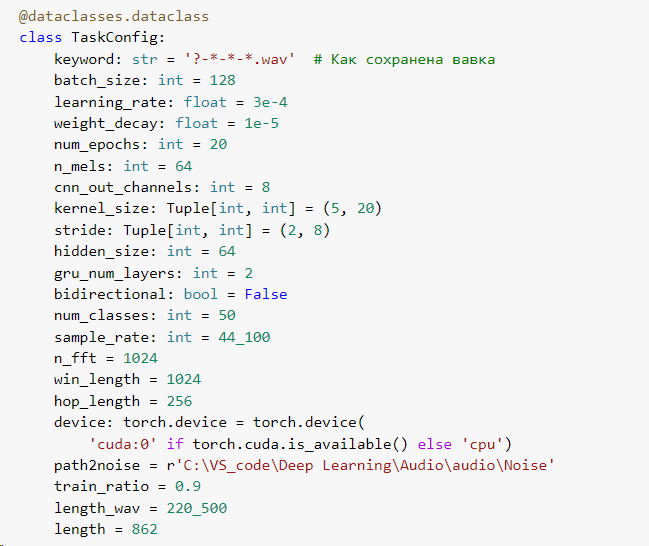 @dataclasses.dataclass
class TaskConfig:
    keyword: str = '?-*-*-*.wav'  # Как сохранена вавка
    batch_size: int = 128
    learning_rate: float = 3e-4
    weight_decay: float = 1e-5
    num_epochs: int = 20
    n_mels: int = 64
    cnn_out_channels: int = 8
    kernel_size: Tuple[int, int] = (5, 20)
    stride: Tuple[int, int] = (2, 8)
    hidden_size: int = 64
    gru_num_layers: int = 2
    bidirectional: bool = False
    num_classes: int = 50
    sample_rate: int = 44_100
    n_fft = 1024
    win_length = 1024
    hop_length = 256
    device: torch.device = torch.device(
        'cuda:0' if torch.cuda.is_available() else 'cpu')
    path2noise = r'C:\VS_code\Deep Learning\Audio\audio\Noise'
    train_ratio = 0.9
    length_wav = 220_500
    length = 862